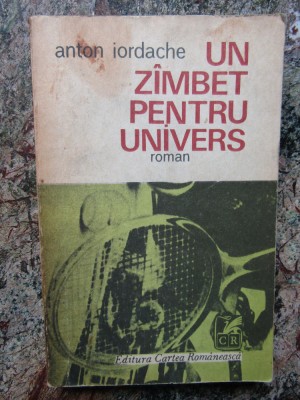 anton iordache UN
ZÎMBET
PENTRU
UNIVERS
roman
CR
Editura Cartea Românească